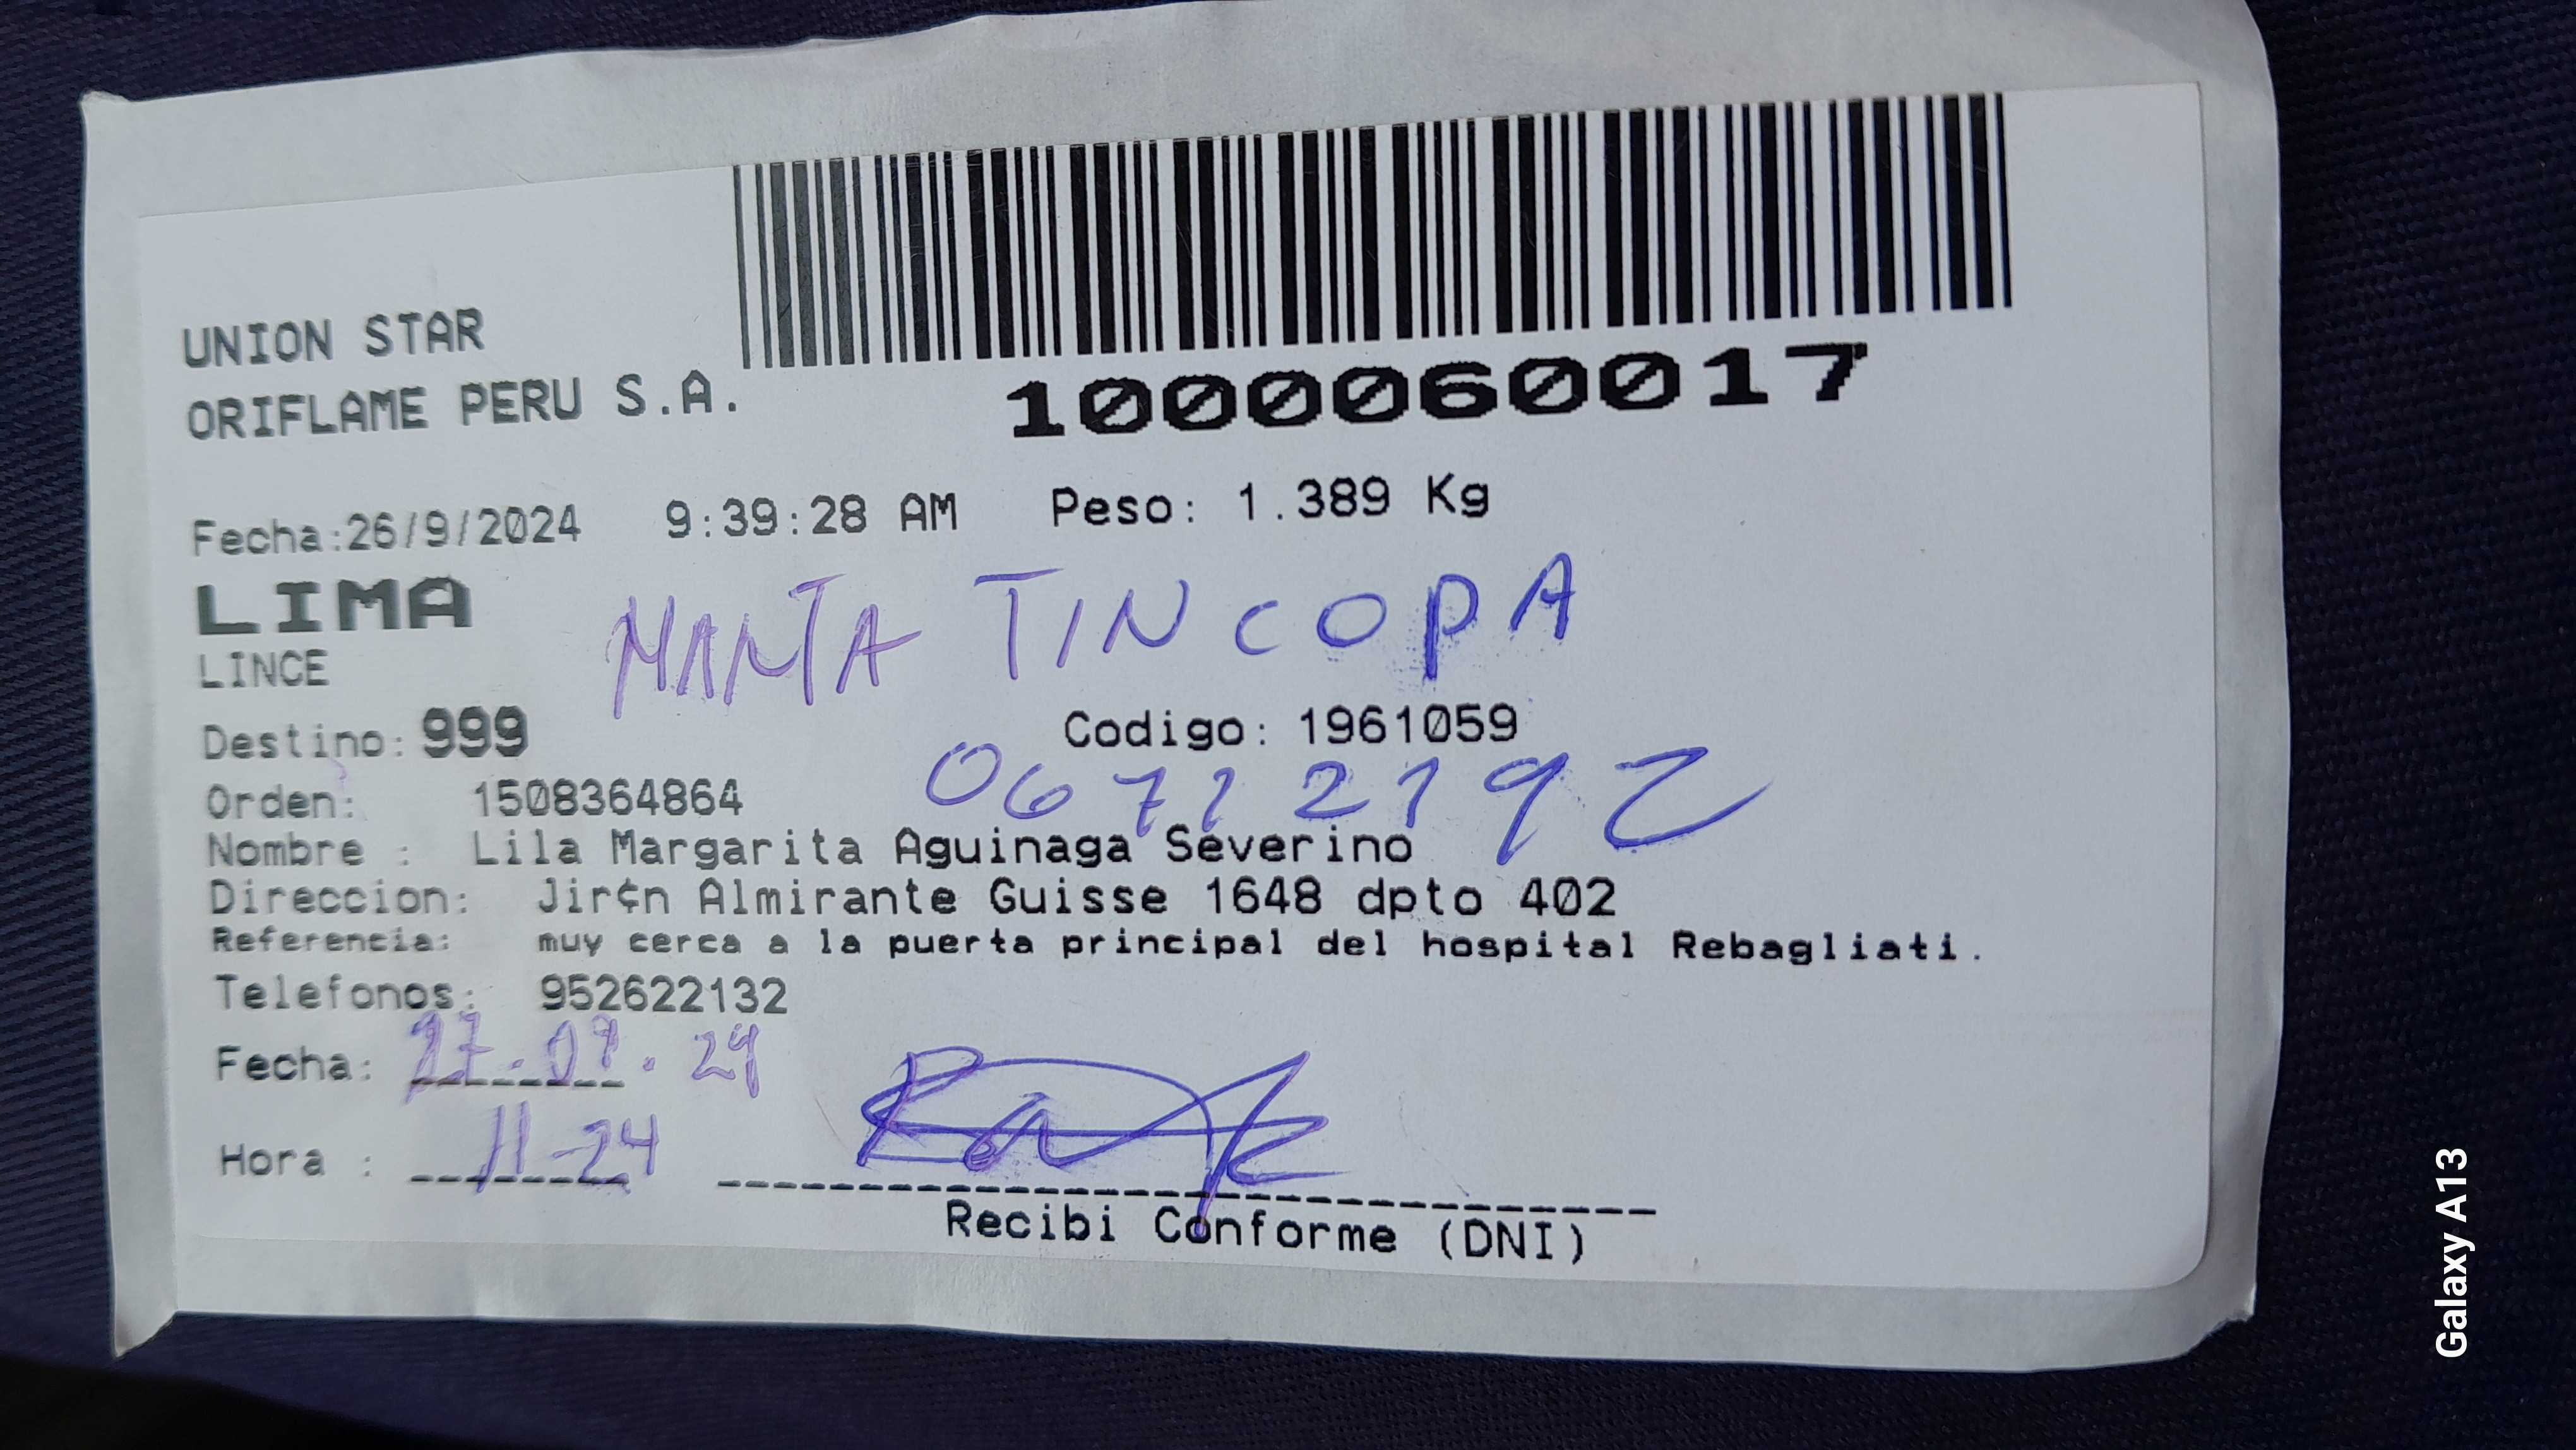 UNION STAR
ORIFLAME PERU S.A.
1000060017
Fecha:26/9/2024 9:39:28 AM Peso: 1.389 Kg
LIMA
TINCOPA
LINCE
Destino: 999 Codigo: 1961059
Orden: 1508364864
Nombre : Lila Margarita Aguinaga Severino
Direccion: Jir¢n Almirante Guisse 1648 dpto 402
Referencia: muy cerca a la puerta principal del hospital Rebagliati.
Telefonos: 952622132
Fecha:
Hora : 11-24
Recibi Conforme (DNI)
Galaxy A13